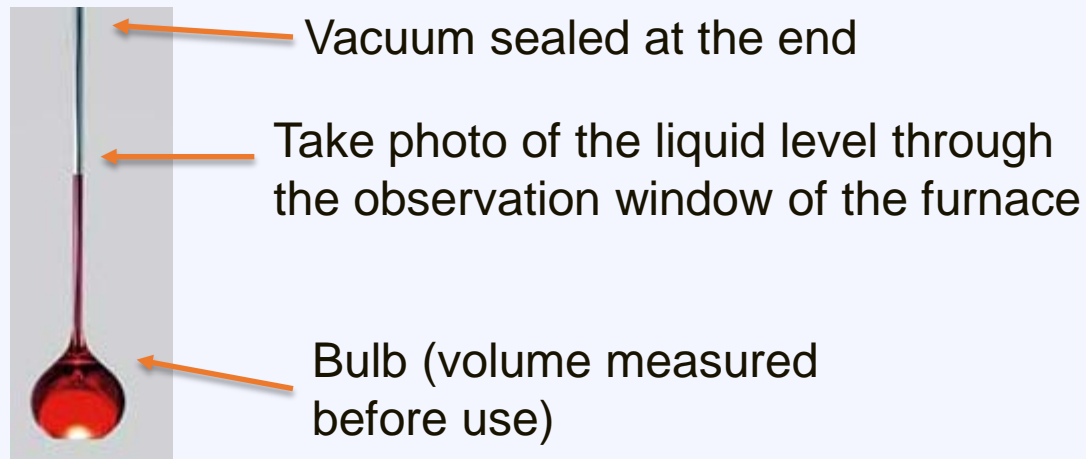 Vacuum sealed at the end
Take photo of the liquid level through
the observation window of the furnace
Bulb (volume measured
before use)